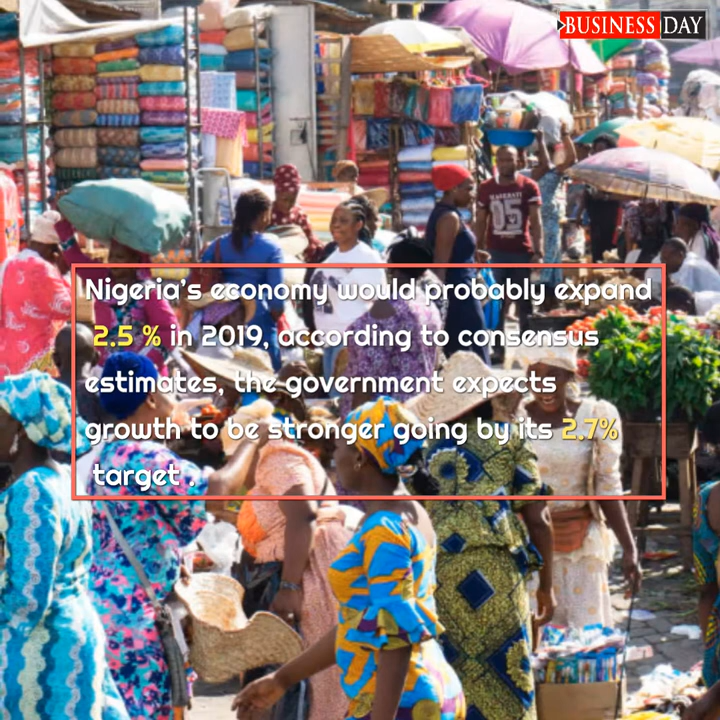 BUSINESS DAY
Nigeria's economy would probably expand
2.5 % in 2019, according to consensus
estimates, the government expects
growth to be stronger going by its 2.7%
target .